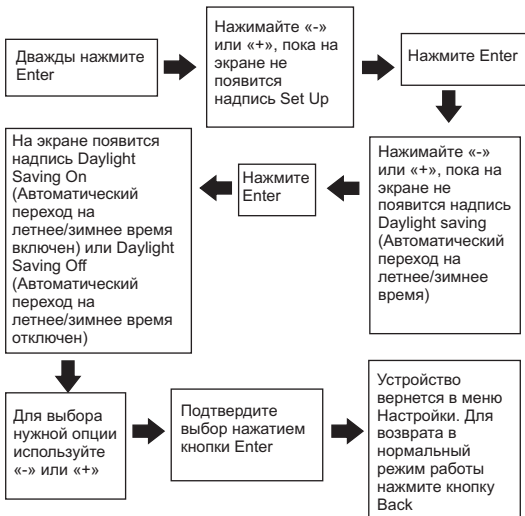 Дважды нажмите
Enter
Нажимайте «-»
или «+», пока на
экране не
появится
надпись Set Up
Нажмите Enter
Нажимайте «-»
или «+», пока на
экране не
появится надпись
Daylight saving
(Автоматический
переход на
летнее/зимнее
время)
Нажмите
Enter
На экране появится
надпись Daylight
Saving On
(Автоматический
переход на
летнее/зимнее время
включен) или Daylight
Saving Off
(Автоматический
переход на
летнее/зимнее время
отключен)
Для выбора
нужной опции
используйте
«-» или «+»
Подтвердите
выбор нажатием
кнопки Enter
Устройство
вернется в меню
Настройки. Для
возврата в
нормальный
режим работы
нажмите кнопку
Back